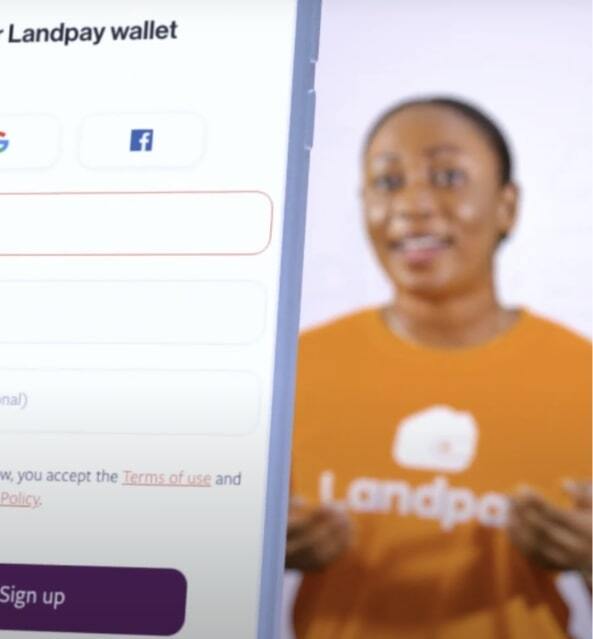 Landpay wallet
nal)
w, you accept the Terms of use and
Policy.
Sign up
Landpa